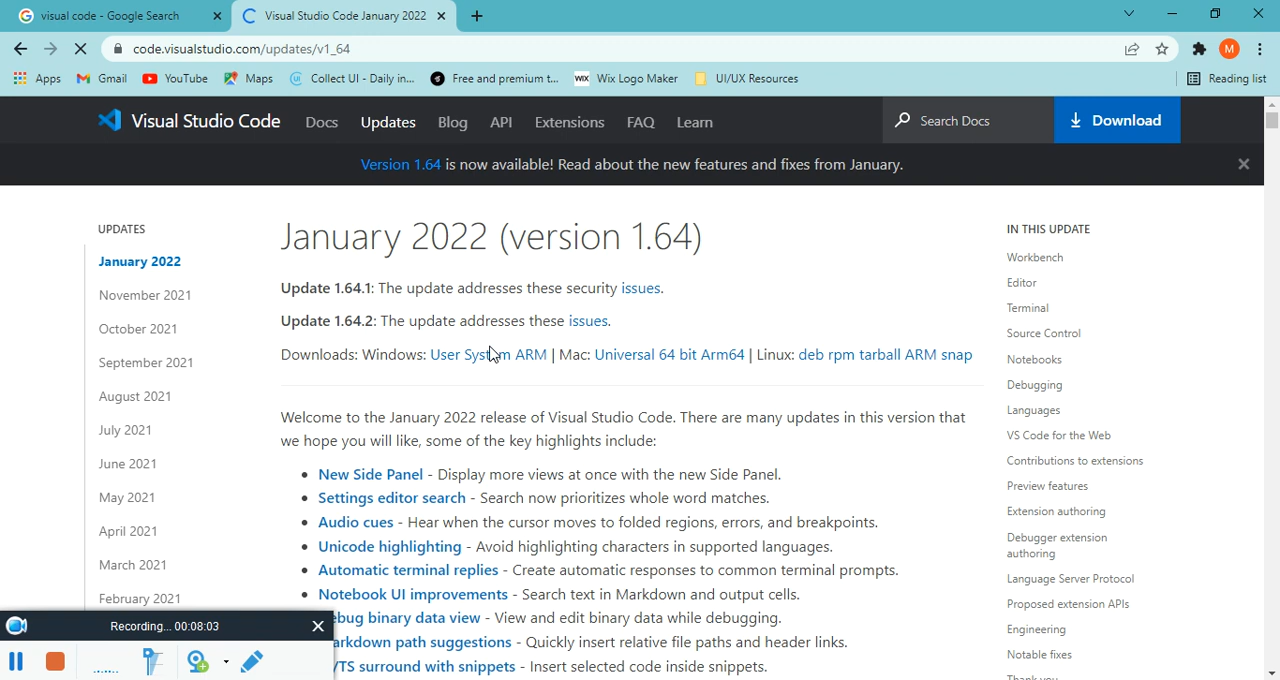 visual code - Google Search
Visual Studio Code January 2022
code.visualstudio.com/updates/v1_64
M
Apps
Gmail
YouTube
Maps
Collect UI - Daily in...
Free and premium t...
WIX Wix Logo Maker
UI/UX Resources
Reading list
Visual Studio Code
Docs
Updates
Blog
API
Extensions
FAQ
Learn
Search Docs
Download
Version 1.64 is now available! Read about the new features and fixes from January.
UPDATES
January 2022
November 2021
October 2021
September 2021
August 2021
July 2021
June 2021
May 2021
April 2021
March 2021
February 2021
January 2022 (version 1.64)
Update 1.64.1: The update addresses these security issues.
Update 1.64.2: The update addresses these issues.
Downloads: Windows: User System ARM | Mac: Universal 64 bit Arm64 | Linux: deb rpm tarball ARM snap
Welcome to the January 2022 release of Visual Studio Code. There are many updates in this version that
we hope you will like, some of the key highlights include:
• New Side Panel - Display more views at once with the new Side Panel.
• Settings editor search - Search now prioritizes whole word matches.
• Audio cues - Hear when the cursor moves to folded regions, errors, and breakpoints.
• Unicode highlighting - Avoid highlighting characters in supported languages.
• Automatic terminal replies - Create automatic responses to common terminal prompts.
• Notebook UI improvements - Search text in Markdown and output cells.
ebug binary data view - View and edit binary data while debugging.
arkdown path suggestions - Quickly insert relative file paths and header links.
/TS surround with snippets - Insert selected code inside snippets.
IN THIS UPDATE
Workbench
Editor
Terminal
Source Control
Notebooks
Debugging
Languages
VS Code for the Web
Contributions to extensions
Preview features
Extension authoring
Debugger extension
authoring
Language Server Protocol
Proposed extension APIs
Engineering
Notable fixes
Thank you
Recording... 00:08:03